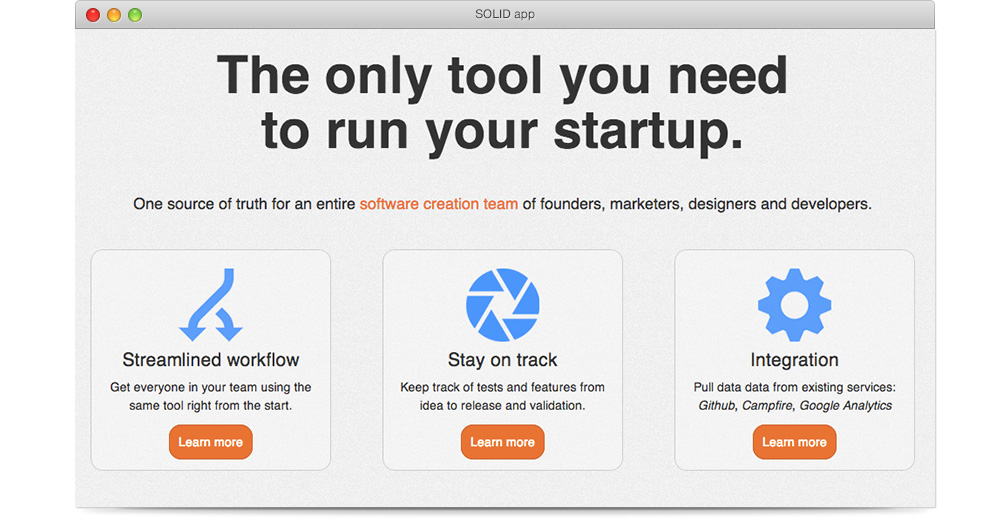 SOLID app
The only tool you need
to run your startup.
One source of truth for an entire software creation team of founders, marketers, designers and developers.
Streamlined workflow
Get everyone in your team using the
same tool right from the start.
Learn more
Stay on track
Keep track of tests and features from
idea to release and validation.
Learn more
Integration
Pull data data from existing services:
Github, Campfire, Google Analytics
Learn more